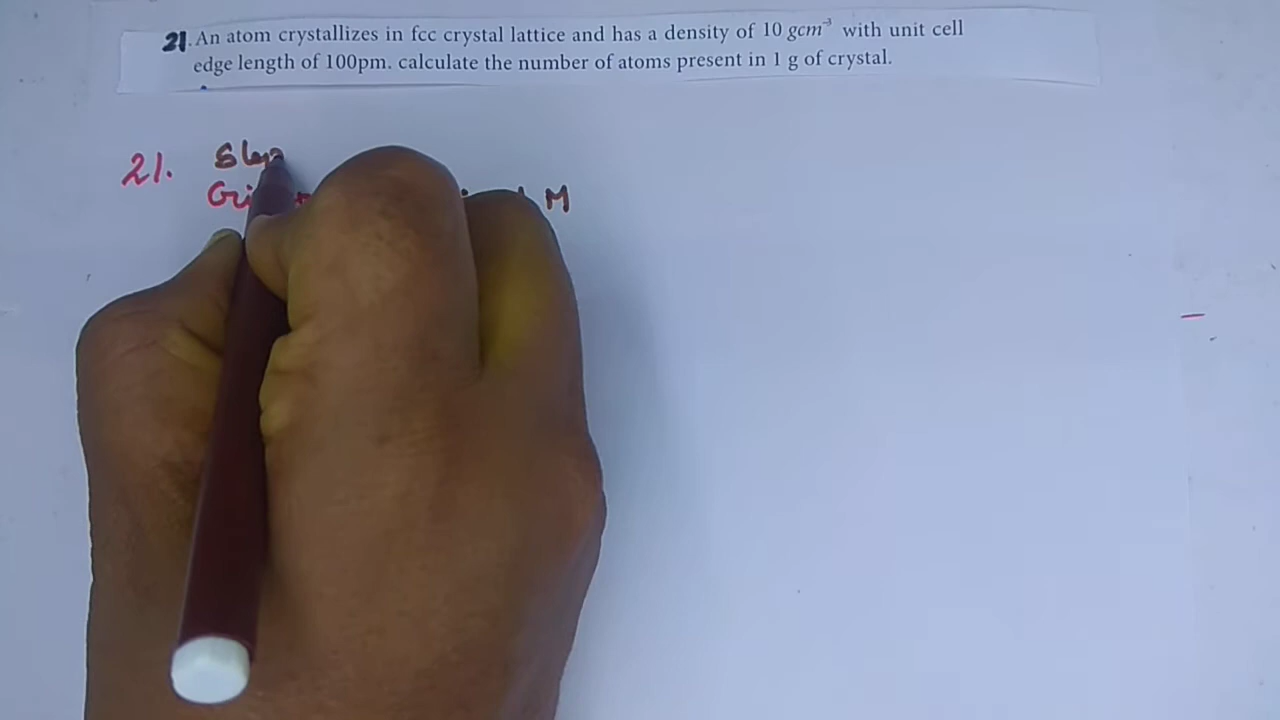 21. An atom crystallizes in fcc crystal lattice and has a density of 10 gcm⁻³ with unit cell
edge length of 100pm. calculate the number of atoms present in 1 g of crystal.
21. Step
M